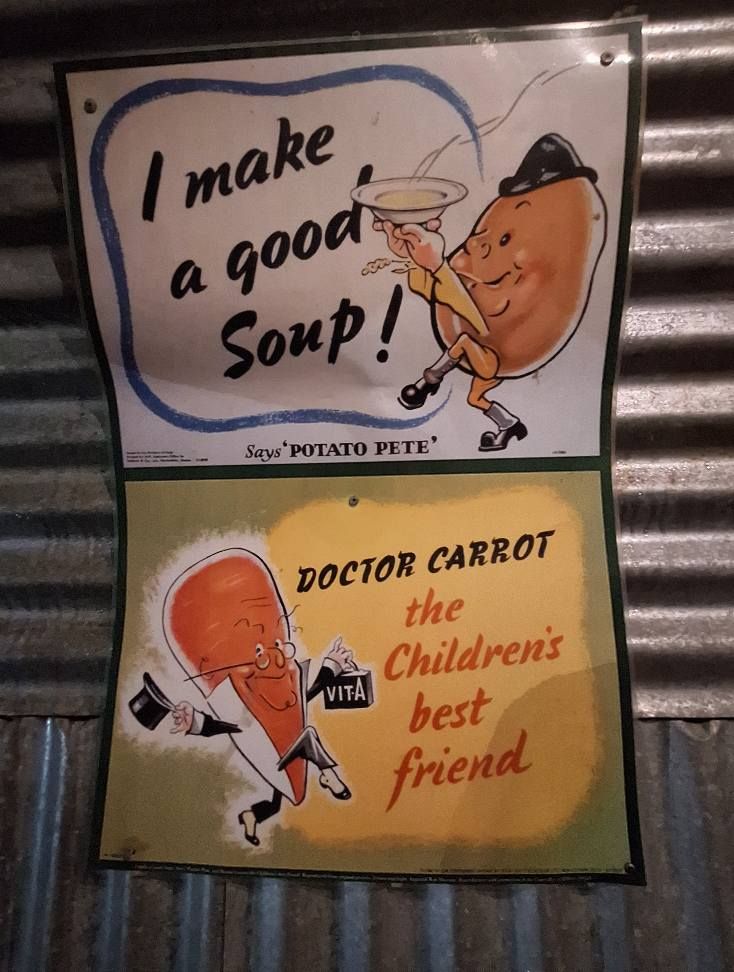 I make
a good
Soup!
Says 'POTATO PETE'
DOCTOR CARROT
the
Children's
best
friend
VIT-A